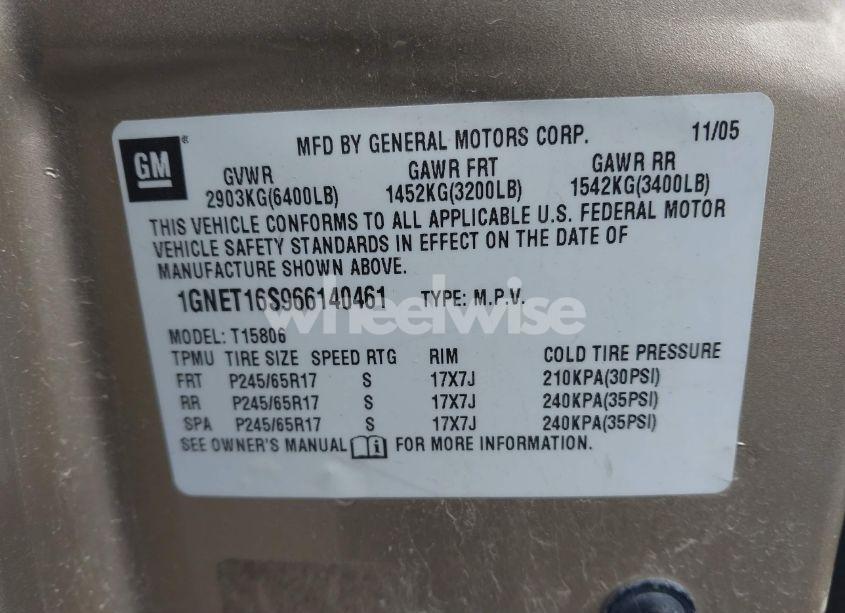 GM
®
MFD BY GENERAL MOTORS CORP. 11/05
GVWR GAWR FRT GAWR RR
2903KG(6400LB) 1452KG(3200LB) 1542KG(3400LB)
THIS VEHICLE CONFORMS TO ALL APPLICABLE U.S. FEDERAL MOTOR
VEHICLE SAFETY STANDARDS IN EFFECT ON THE DATE OF
MANUFACTURE SHOWN ABOVE.
1GNET16S966140461 TYPE: M.P.V.
wheelwise
MODEL: T15806
TPMU TIRE SIZE SPEED RTG RIM COLD TIRE PRESSURE
FRT P245/65R17 S 17X7J 210KPA(30PSI)
RR P245/65R17 S 17X7J 240KPA(35PSI)
SPA P245/65R17 S 17X7J 240KPA(35PSI)
SEE OWNER'S MANUAL i FOR MORE INFORMATION.